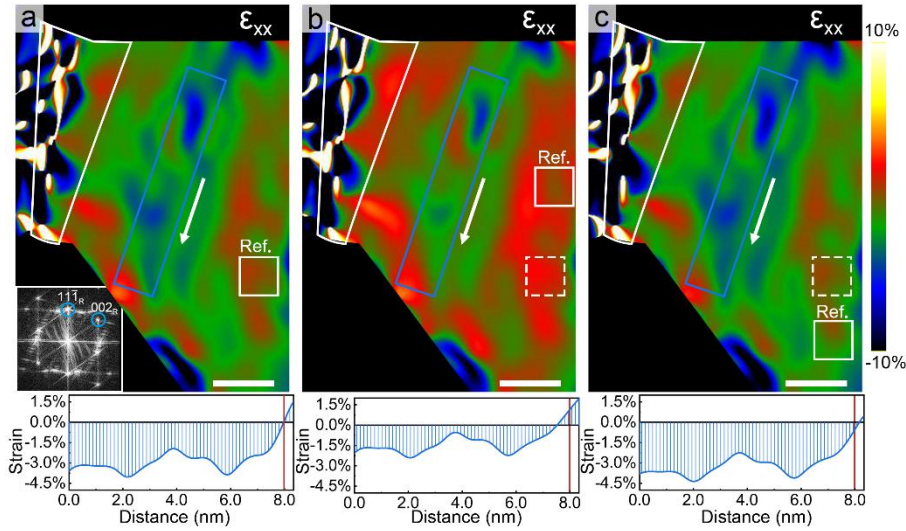 a
εxx
b
εxx
c
εxx
10%
-10%
Ref.
Ref.
Ref.
111̄R
002R
1.5%
0.0%
-1.5%
-3.0%
-4.5%
Strain
0.0 2.0 4.0 6.0 8.0
Distance (nm)
1.5%
0.0%
-1.5%
-3.0%
-4.5%
Strain
0.0 2.0 4.0 6.0 8.0
Distance (nm)
1.5%
0.0%
-1.5%
-3.0%
-4.5%
Strain
0.0 2.0 4.0 6.0 8.0
Distance (nm)